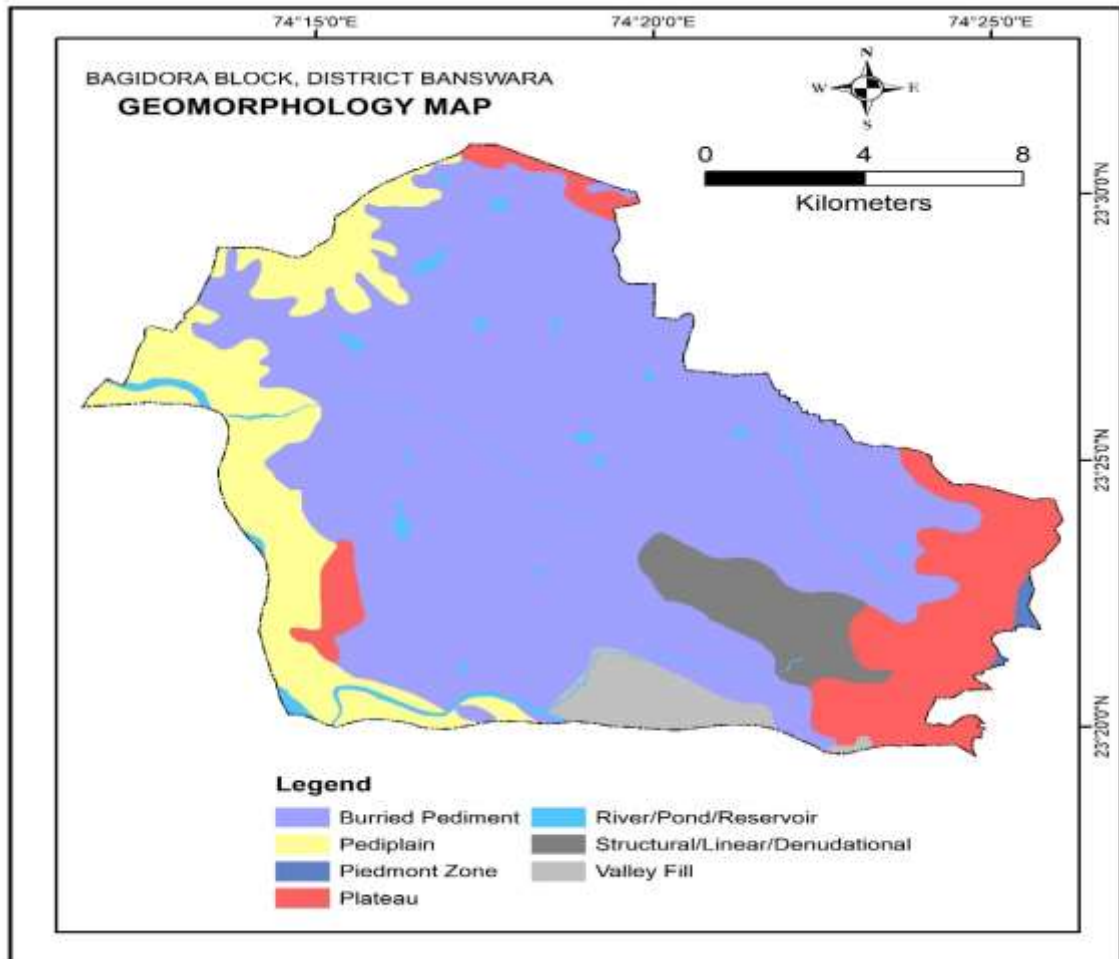 74°15'0"E 74°20'0"E 74°25'0"E
BAGIDORA BLOCK, DISTRICT BANSWARA
GEOMORPHOLOGY MAP
N
W E
S
0 4 8
Kilometers
23°30'0"N
23°25'0"N
23°20'0"N
Legend
Burried Pediment
Pediplain
Piedmont Zone
Plateau
River/Pond/Reservoir
Structural/Linear/Denudational
Valley Fill